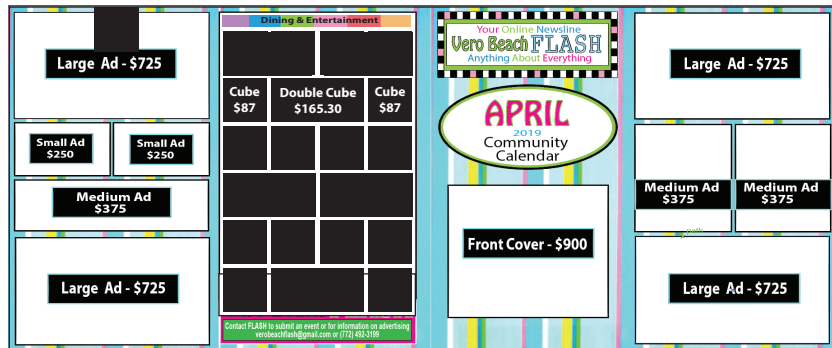 Large Ad - $725
Small Ad
$250
Small Ad
$250
Medium Ad
$375
Large Ad - $725
Dining & Entertainment
Cube
$87
Double Cube
$165.30
Cube
$87
Contact FLASH to submit an event or for information on advertising
verobeachflash@gmail.com or (772) 492-3199
Your Online Newsline
Vero Beach FLASH
Anything About Everything
APRIL
2019
Community
Calendar
Front Cover - $900
Large Ad - $725
Medium Ad
$375
Medium Ad
$375
path
Large Ad - $725